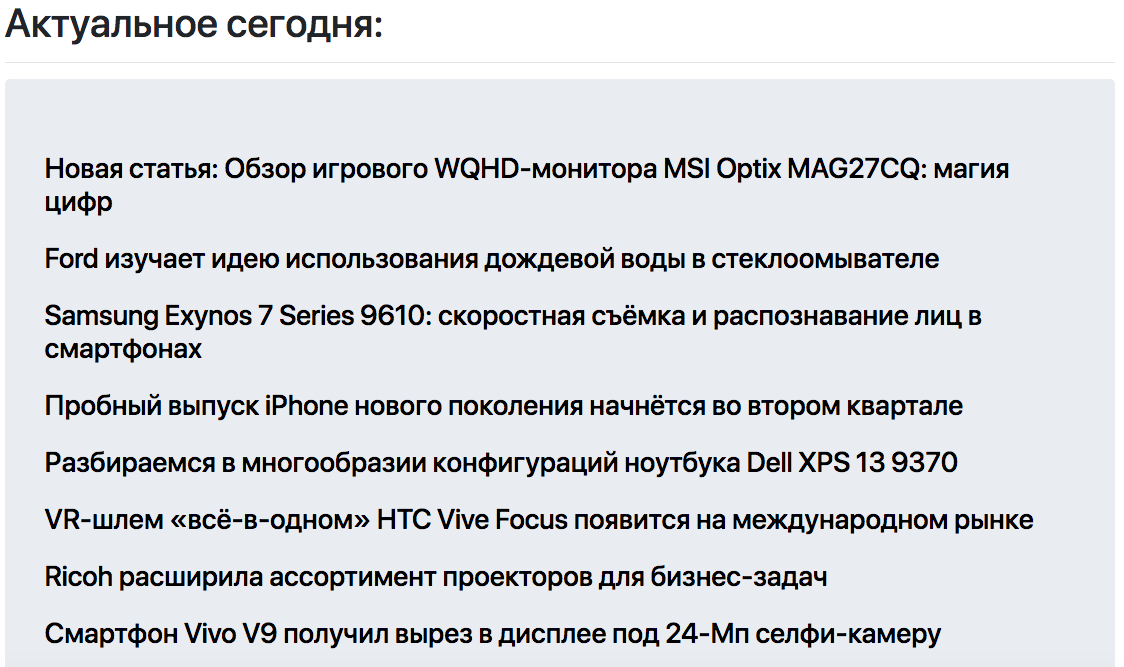 Актуальное сегодня:
Новая статья: Обзор игрового WQHD-монитора MSI Optix MAG27CQ: магия
цифр
Ford изучает идею использования дождевой воды в стеклоомывателе
Samsung Exynos 7 Series 9610: скоростная съёмка и распознавание лиц в
смартфонах
Пробный выпуск iPhone нового поколения начнётся во втором квартале
Разбираемся в многообразии конфигураций ноутбука Dell XPS 13 9370
VR-шлем «всё-в-одном» HTC Vive Focus появится на международном рынке
Ricoh расширила ассортимент проекторов для бизнес-задач
Смартфон Vivo V9 получил вырез в дисплее под 24-Мп селфи-камеру